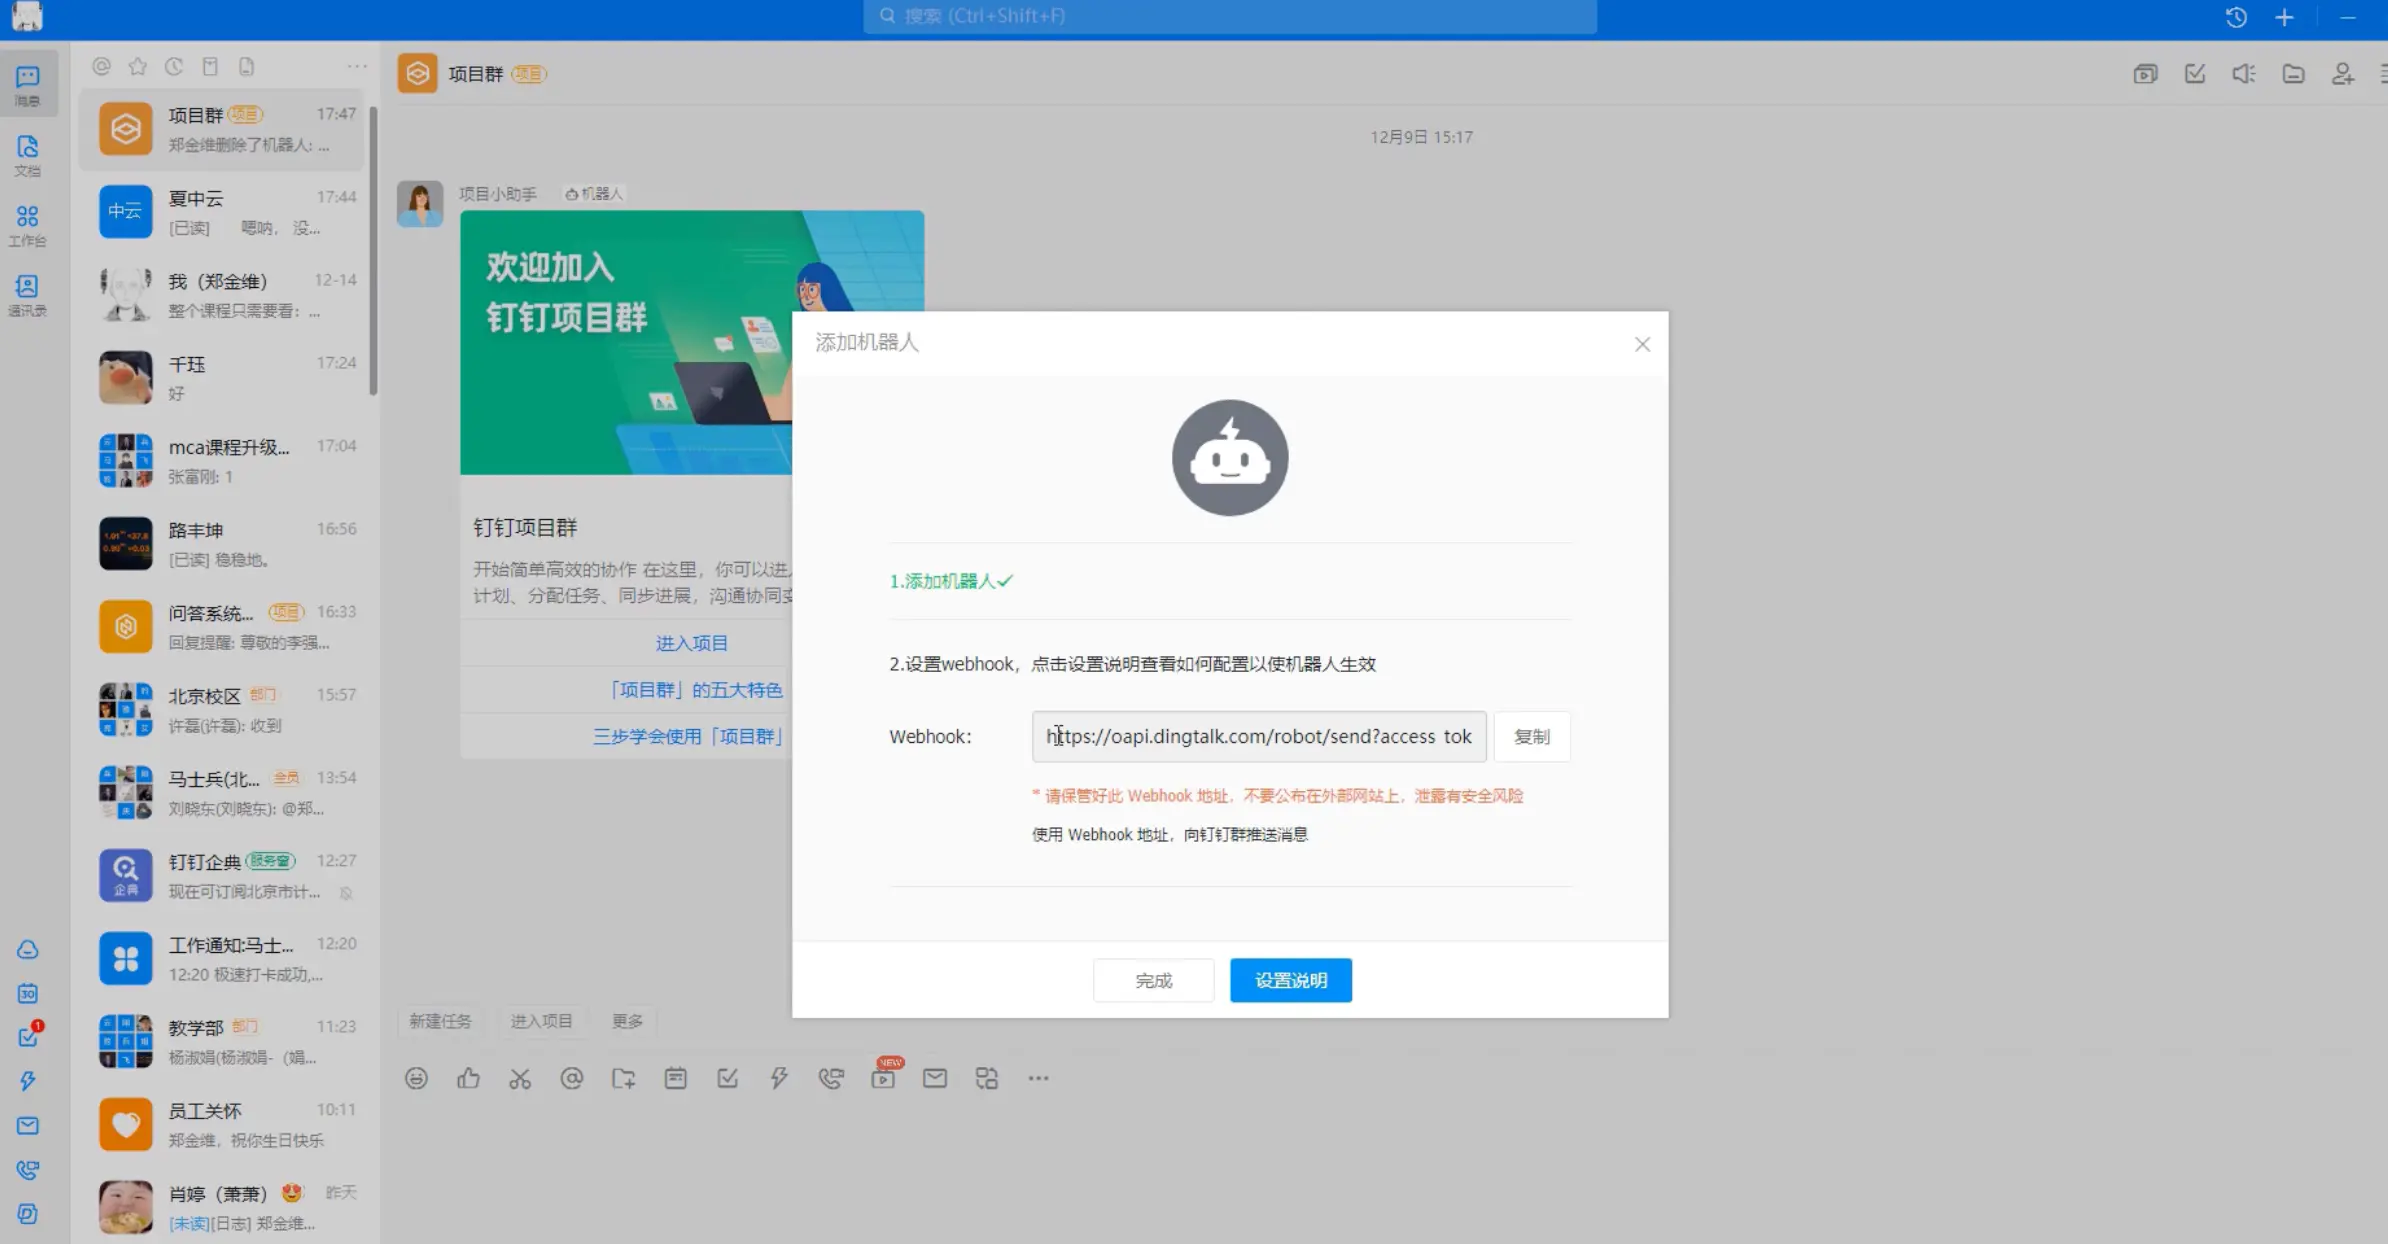 搜索 (Ctrl+Shift+F)
消息
文档
工作台
通讯录
30
1
项目群 项目 17:47
郑金维删除了机器人: ...
中云
夏中云 17:44
[已读] 嗯呐， 没...
我（郑金维） 12-14
整个课程只需要看: ...
千珏 17:24
好
mca课程升级... 17:04
张富刚: 1
路丰坤 16:56
[已读] 稳稳地。
问答系统... 项目 16:33
回复提醒: 尊敬的李强...
北京校区 部门 15:57
许磊(许磊): 收到
马士兵(北... 全员 13:54
刘晓东(刘晓东): @郑...
企典
钉钉企典 服务窗 12:27
现在可订阅北京市计...
工作通知:马士... 12:20
12:20 极速打卡成功,...
教学部 部门 11:23
杨淑娟(杨淑娟-（娟...
员工关怀 10:11
郑金维，祝你生日快乐
肖婷（萧萧） 昨天
[未读][日志] 郑金维...
项目群 项目
12月9日 15:17
项目小助手 机器人
欢迎加入
钉钉项目群
钉钉项目群
开始简单高效的协作 在这里，你可以进
计划、分配任务、同步进展，沟通协同
进入项目
「项目群」的五大特色
三步学会使用「项目群」
新建任务 进入项目 更多
NEW
添加机器人
1.添加机器人
2.设置webhook，点击设置说明查看如何配置以使机器人生效
Webhook: https://oapi.dingtalk.com/robot/send?access_tok 复制
* 请保管好此 Webhook 地址，不要公布在外部网站上，泄露有安全风险
使用 Webhook 地址，向钉钉群推送消息
完成 设置说明